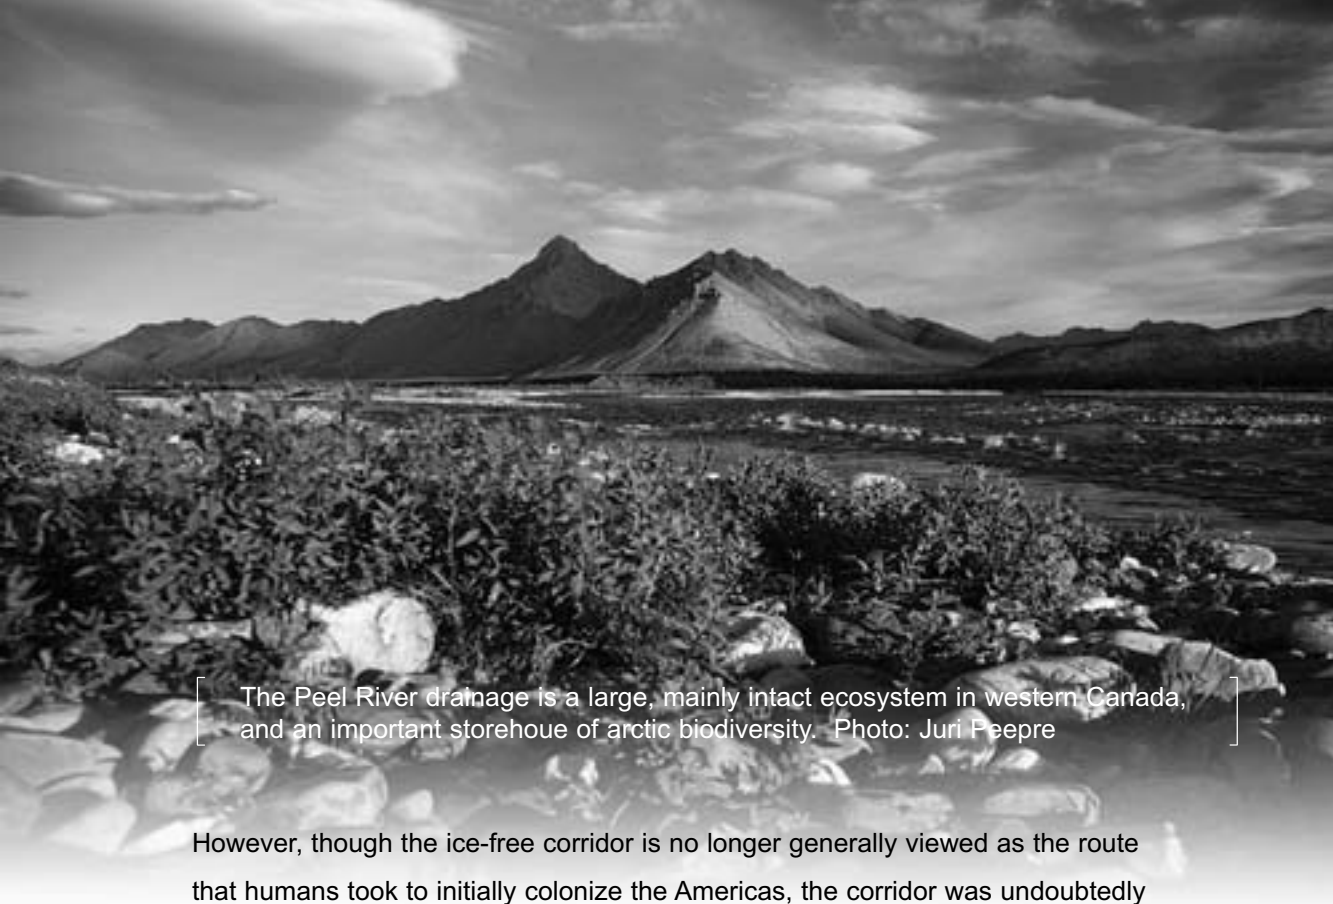 The Peel River drainage is a large, mainly intact ecosystem in western Canada,
and an important storehoue of arctic biodiversity.  Photo: Juri Peepre
However, though the ice-free corridor is no longer generally viewed as the route
that humans took to initially colonize the Americas, the corridor was undoubtedly